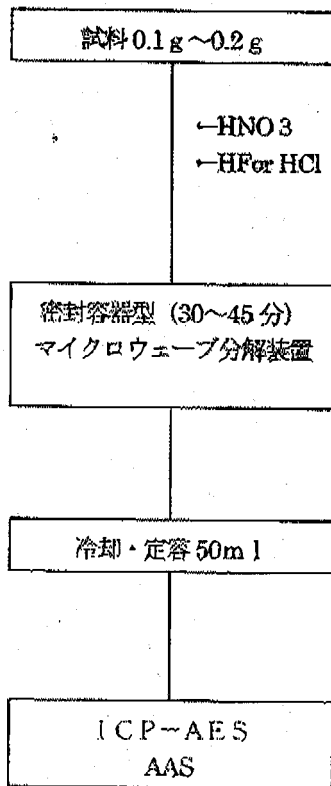 試料 0.1 g～0.2 g
←HNO 3
←HFor HCl
密封容器型 (30～45 分)
マイクロウェーブ分解装置
冷却・定容 50m l
ＩＣＰ～ＡＥＳ
AAS